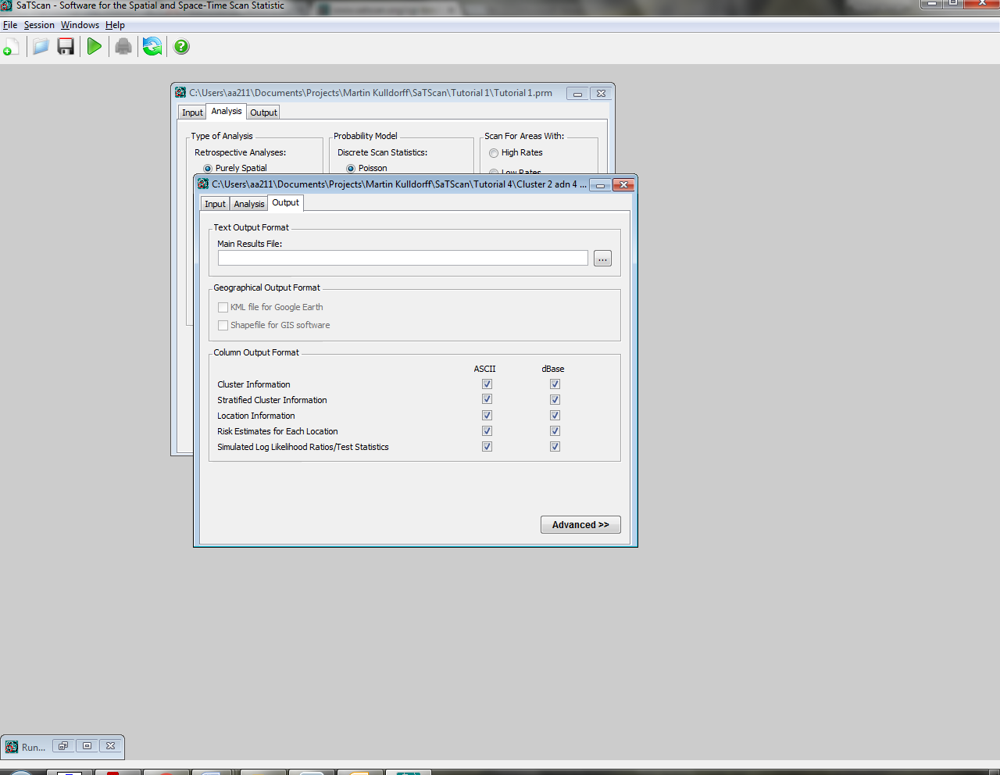 SaTScan - Software for the Spatial and Space-Time Scan Statistic
File Session Windows Help
C:\Users\aa211\Documents\Projects\Martin Kulldorff\SaTScan\Tutorial 1\Tutorial 1.prm
Input Analysis Output
Type of Analysis
Retrospective Analyses:
Purely Spatial
Probability Model
Discrete Scan Statistics:
Poisson
Scan For Areas With:
High Rates
Low Rates
C:\Users\aa211\Documents\Projects\Martin Kulldorff\SaTScan\Tutorial 4\Cluster 2 adn 4 ...
Input Analysis Output
Text Output Format
Main Results File:
...
Geographical Output Format
KML file for Google Earth
Shapefile for GIS software
Column Output Format
ASCII dBase
Cluster Information
Stratified Cluster Information
Location Information
Risk Estimates for Each Location
Simulated Log Likelihood Ratios/Test Statistics
Advanced >>
Run...